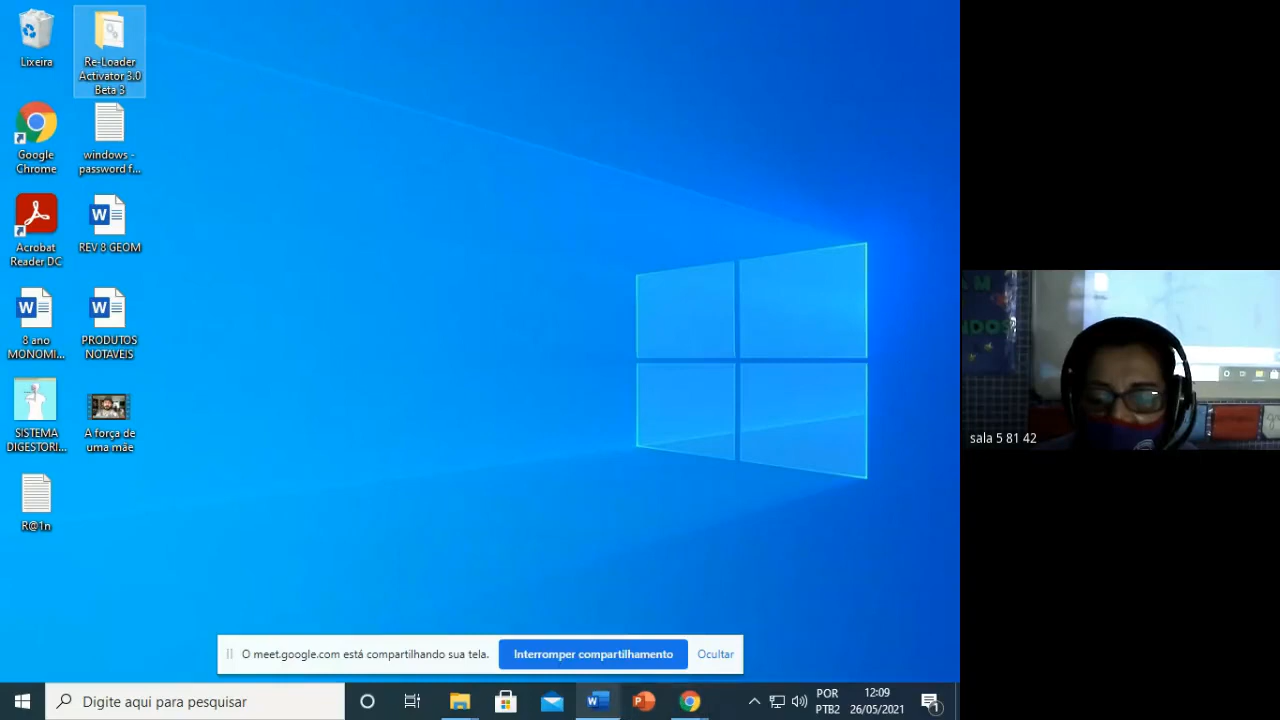 Lixeira
Re-Loader
Activator 3.0
Beta 3
Google
Chrome
windows -
password f...
Acrobat
Reader DC
REV 8 GEOM
8 ano
MONOMI...
PRODUTOS
NOTAVEIS
SISTEMA
DIGESTORI...
A força de
uma mãe
R@1n
sala 5 81 42
O meet.google.com está compartilhando sua tela.
Interromper compartilhamento
Ocultar
Digite aqui para pesquisar
POR
PTB2
12:09
26/05/2021
1